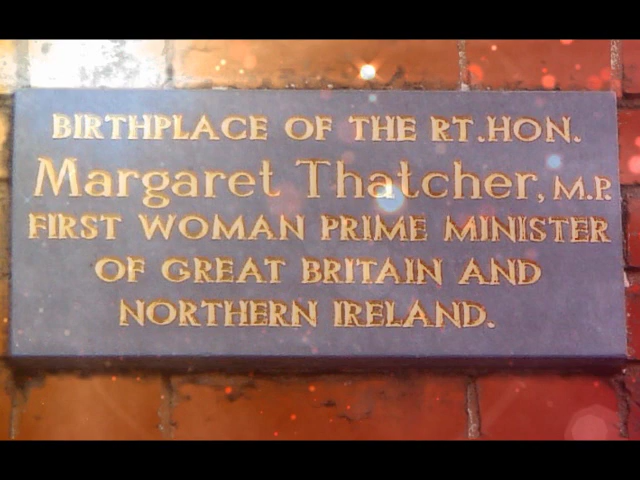 BIRTHPLACE OF THE RT.HON.
Margaret Thatcher, M.P.
FIRST WOMAN PRIME MINISTER
OF GREAT BRITAIN AND
NORTHERN IRELAND.